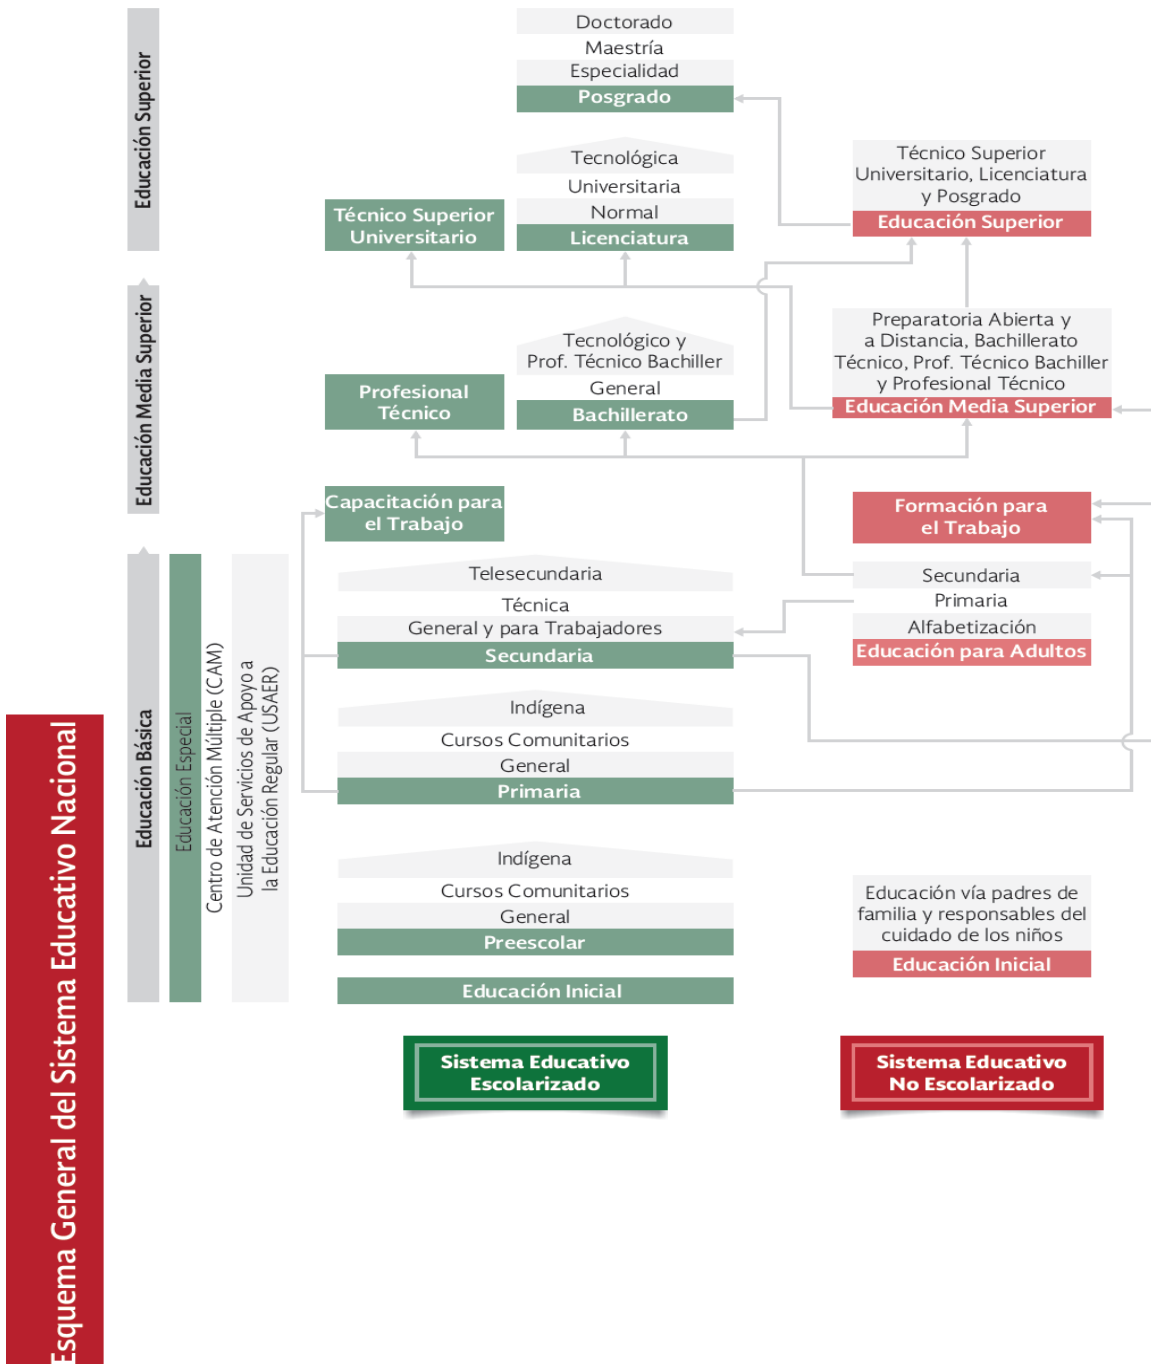 Esquema General del Sistema Educativo Nacional
Educación Superior
Educación Media Superior
Educación Básica
Educación Especial
Centro de Atención Múltiple (CAM)
Unidad de Servicios de Apoyo a
la Educación Regular (USAER)
Doctorado
Maestría
Especialidad
Posgrado
Tecnológica
Universitaria
Normal
Licenciatura
Técnico Superior
Universitario
Técnico Superior
Universitario, Licenciatura
y Posgrado
Educación Superior
Tecnológico y
Prof. Técnico Bachiller
General
Bachillerato
Profesional
Técnico
Preparatoria Abierta y
a Distancia, Bachillerato
Técnico, Prof. Técnico Bachiller
y Profesional Técnico
Educación Media Superior
Capacitación para
el Trabajo
Formación para
el Trabajo
Telesecundaria
Técnica
General y para Trabajadores
Secundaria
Secundaria
Primaria
Alfabetización
Educación para Adultos
Indígena
Cursos Comunitarios
General
Primaria
Indígena
Cursos Comunitarios
General
Preescolar
Educación Inicial
Educación vía padres de
familia y responsables del
cuidado de los niños
Educación Inicial
Sistema Educativo
Escolarizado
Sistema Educativo
No Escolarizado